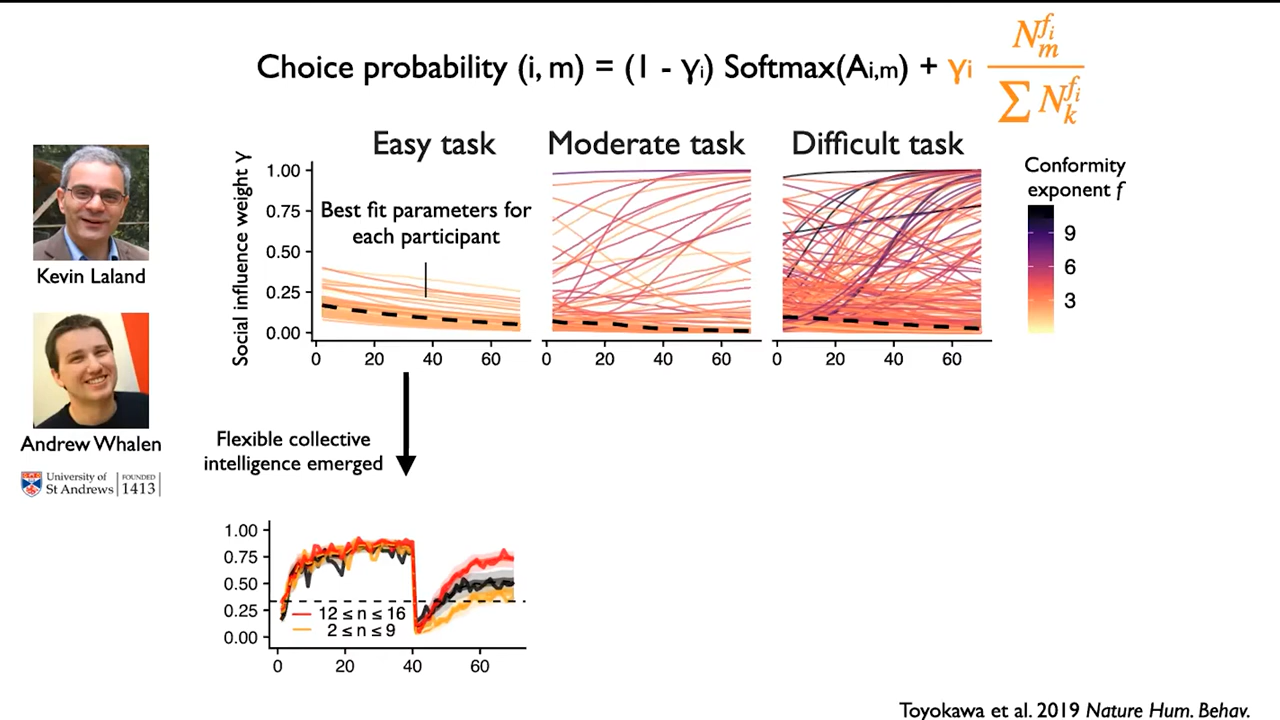 Choice probability (i, m) = (1 - γi) Softmax(Ai,m) + γi N_m^{f_i} / ∑ N_k^{f_i}
Easy task
Moderate task
Difficult task
Conformity
exponent f
Social influence weight γ
1.00
0.75
0.50
0.25
0.00
Best fit parameters for
each participant
9
6
3
0 20 40 60
0 20 40 60
0 20 40 60
Kevin Laland
Andrew Whalen
University of
St Andrews
FOUNDED
1413
Flexible collective
intelligence emerged
1.00
0.75
0.50
0.25
0.00
12 ≤ n ≤ 16
2 ≤ n ≤ 9
0 20 40 60
Toyokawa et al. 2019 Nature Hum. Behav.